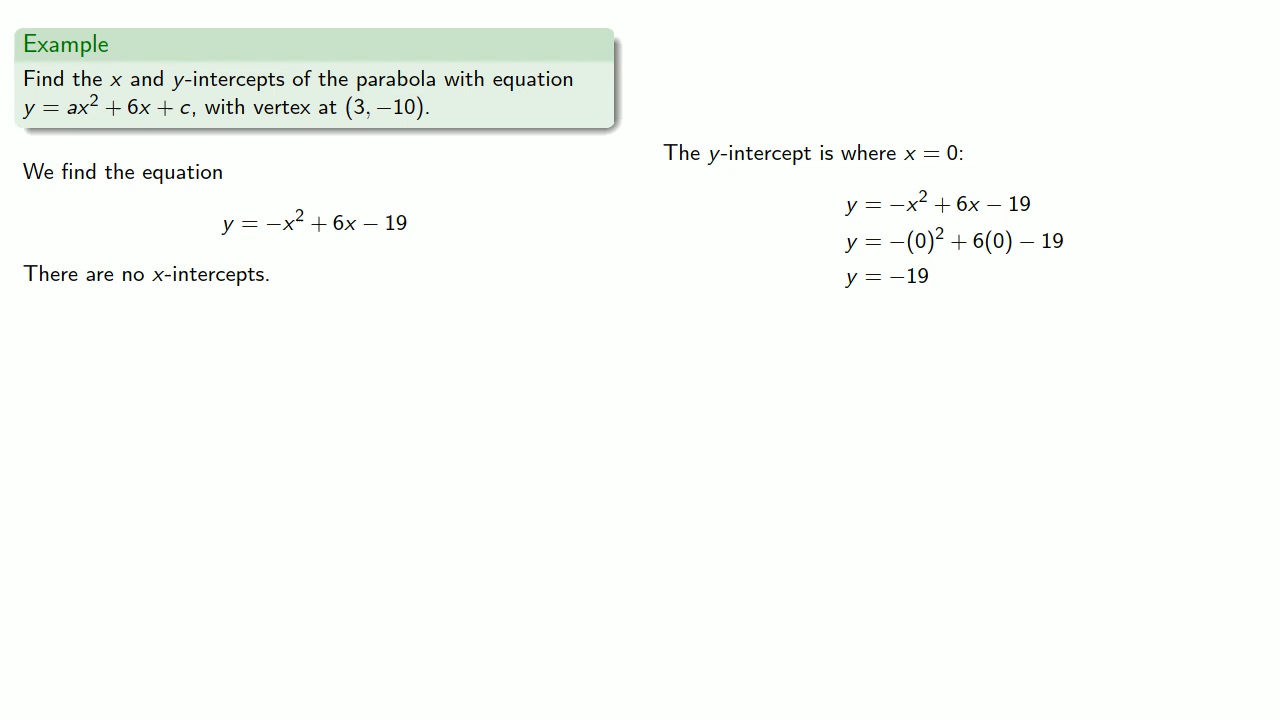 Example
Find the x and y-intercepts of the parabola with equation
y = ax² + 6x + c, with vertex at (3, −10).
We find the equation
y = −x² + 6x − 19
There are no x-intercepts.
The y-intercept is where x = 0:
y = −x² + 6x − 19
y = −(0)² + 6(0) − 19
y = −19